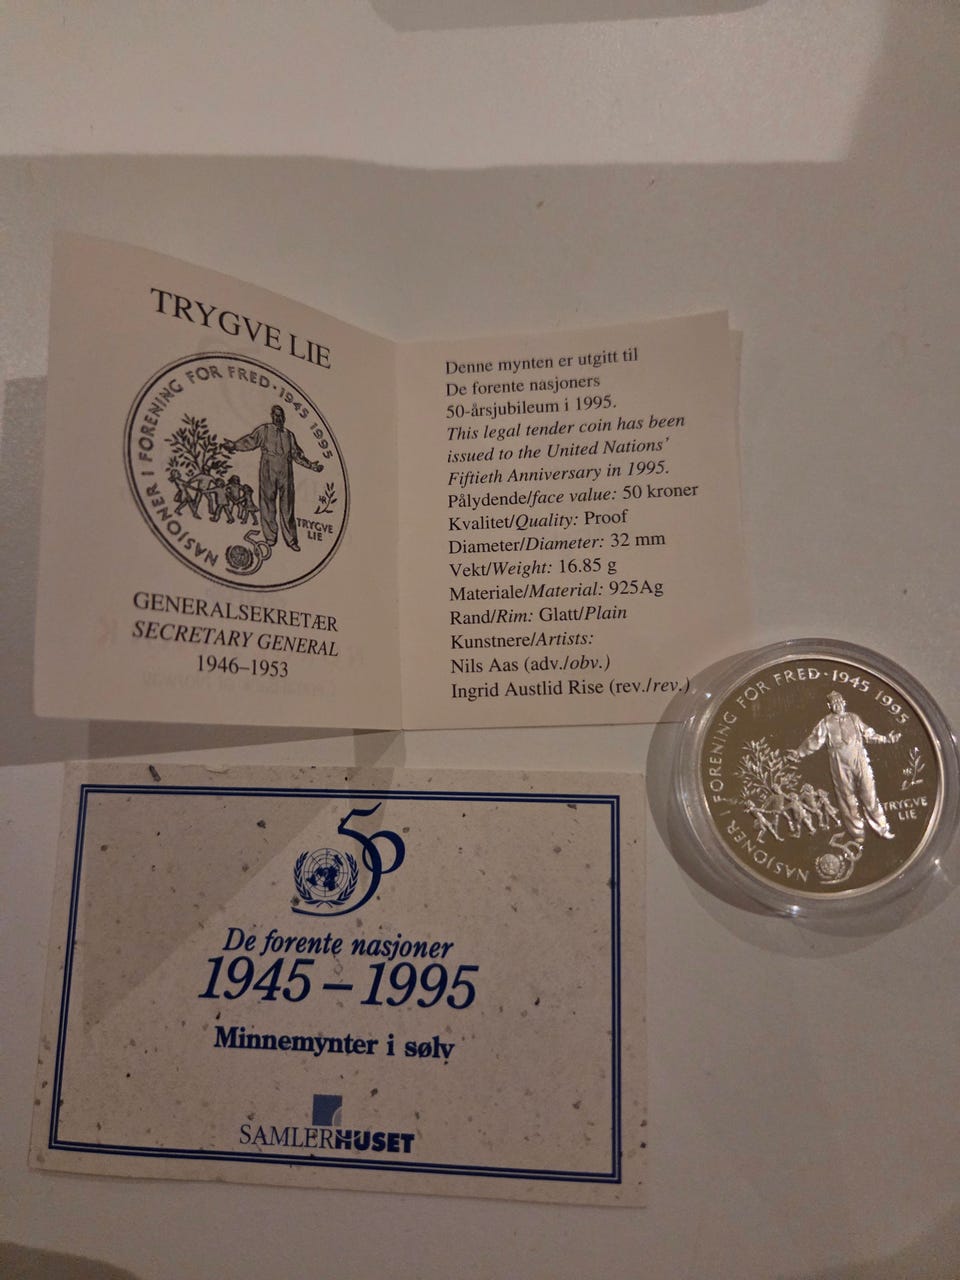 TRYGVE LIE
NASJONER I FORENING FOR FRED · 1945 1995
TRYGVE
LIE
50
GENERALSEKRETÆR
SECRETARY GENERAL
1946–1953
Denne mynten er utgitt til
De forente nasjoners
50-årsjubileum i 1995.
This legal tender coin has been
issued to the United Nations'
Fiftieth Anniversary in 1995.
Pålydende/face value: 50 kroner
Kvalitet/Quality: Proof
Diameter/Diameter: 32 mm
Vekt/Weight: 16.85 g
Materiale/Material: 925Ag
Rand/Rim: Glatt/Plain
Kunstnere/Artists:
Nils Aas (adv./obv.)
Ingrid Austlid Rise (rev./rev.)
NASJONER I FORENING FOR FRED · 1945 1995
TRYGVE
LIE
50
50
De forente nasjoner
1945 – 1995
Minnemynter i sølv
SAMLERHUSET